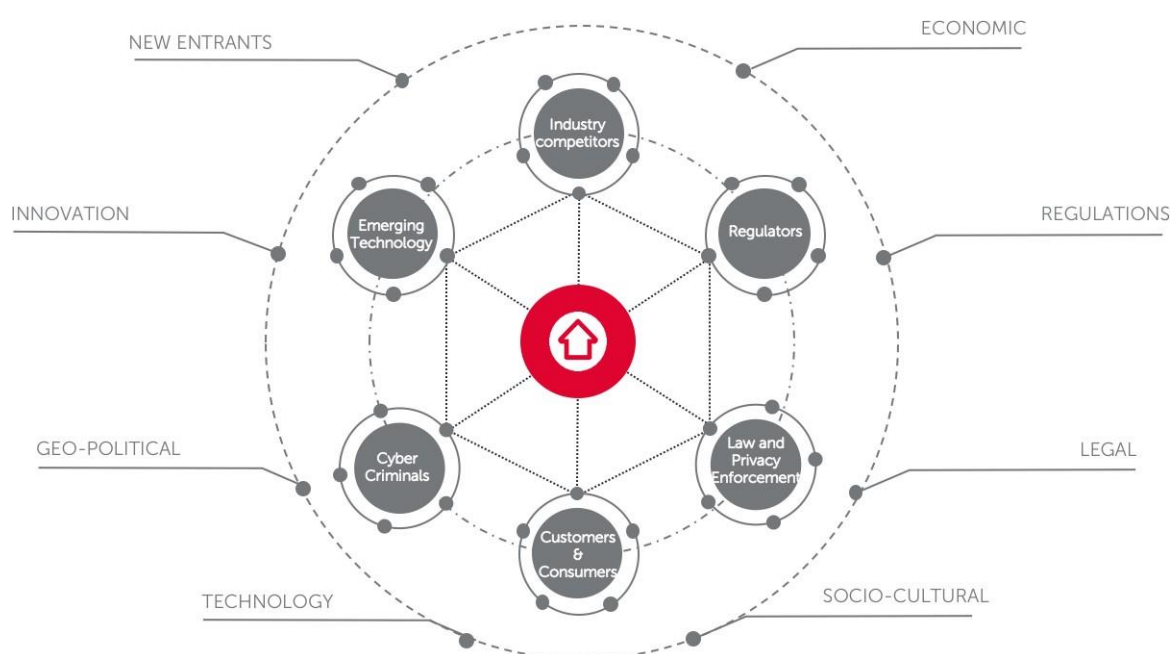 NEW ENTRANTS
ECONOMIC
Industry
competitors
INNOVATION
Emerging
Technology
Regulators
REGULATIONS
GEO-POLITICAL
Cyber
Criminals
Law and
Privacy
Enforcement
LEGAL
Customers
&
Consumers
TECHNOLOGY
SOCIO-CULTURAL